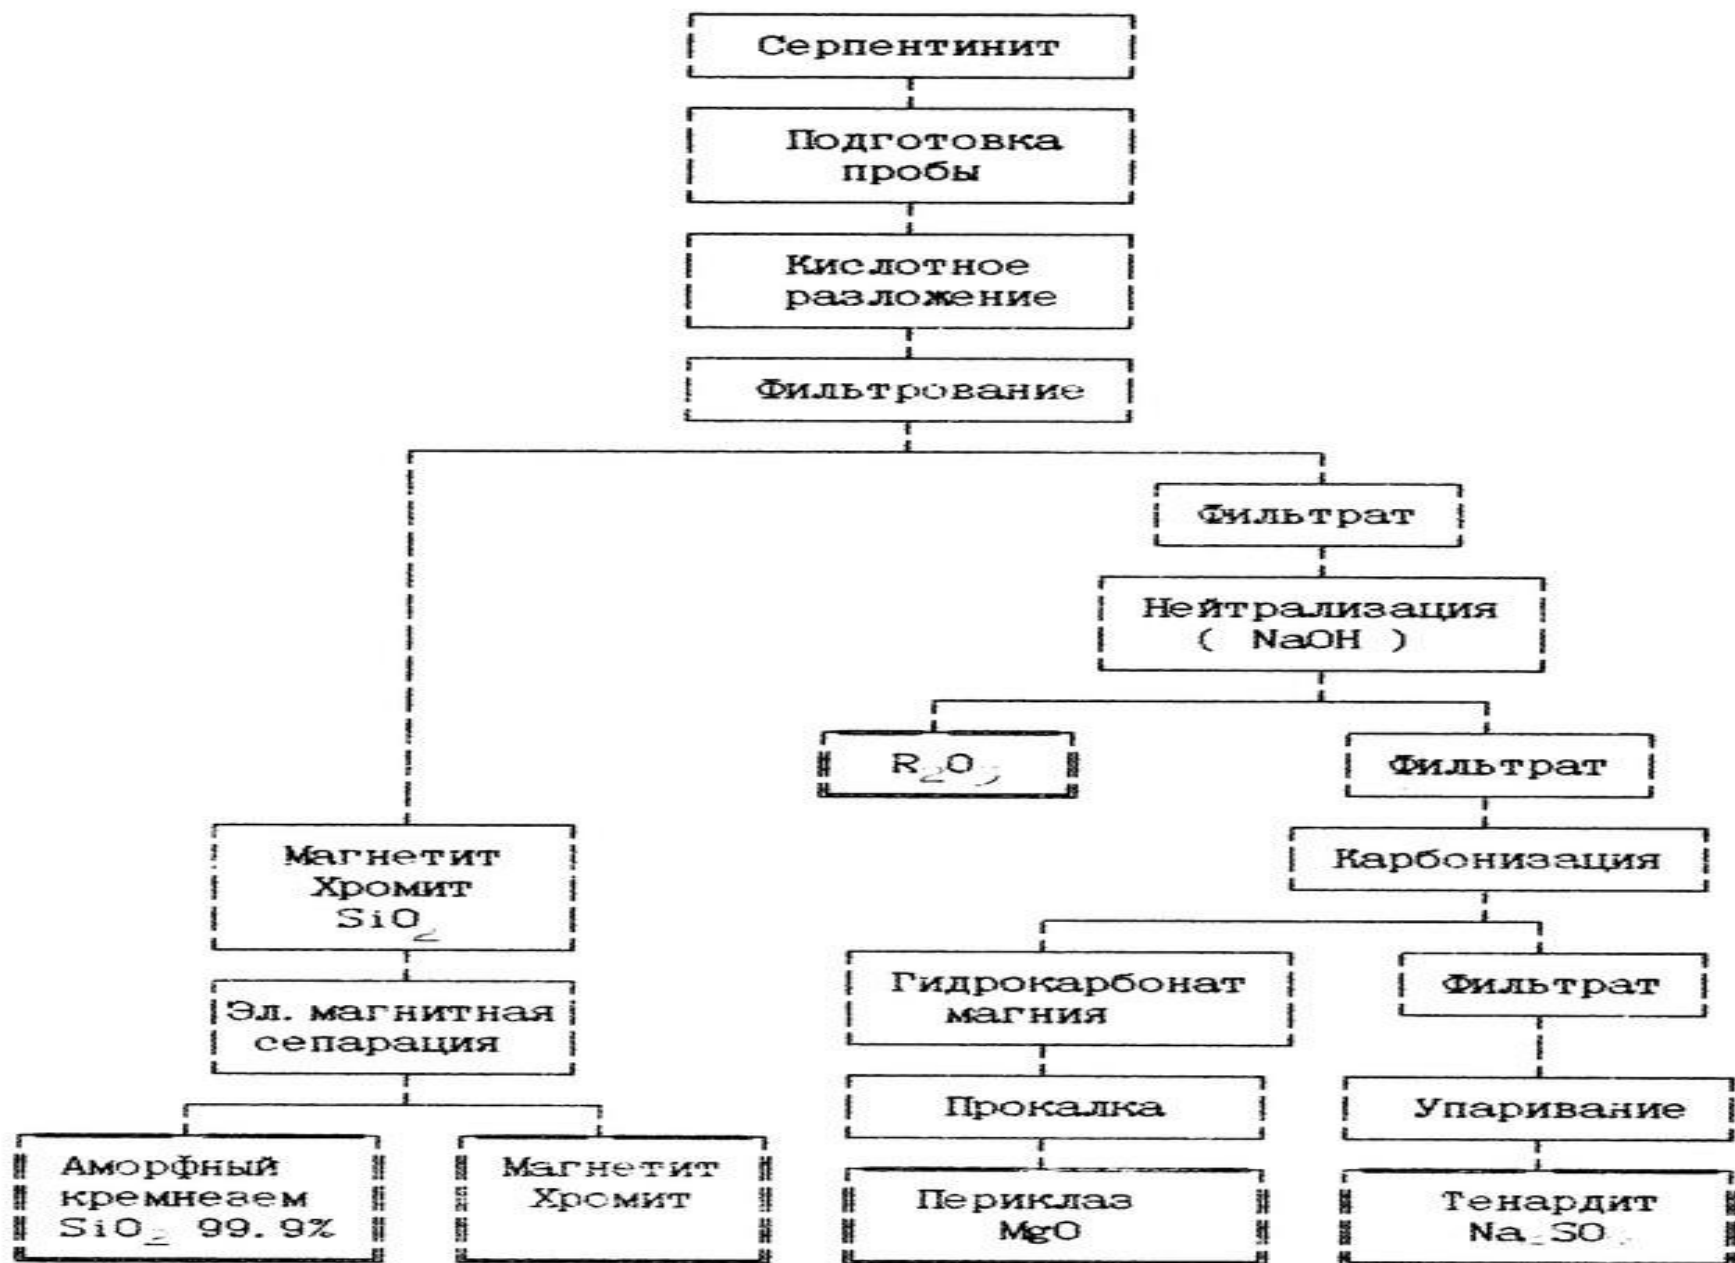 Серпентинит
Подготовка
пробы
Кислотное
разложение
Фильтрование
Фильтрат
Нейтрализация
( NaOH )
R₂O₃
Фильтрат
Магнетит
Хромит
SiO₂
Карбонизация
Эл. магнитная
сепарация
Гидрокарбонат
магния
Фильтрат
Прокалка
Упаривание
Аморфный
кремнезем
SiO₂ 99.9%
Магнетит
Хромит
Периклаз
MgO
Тенардит
Na₂SO₄